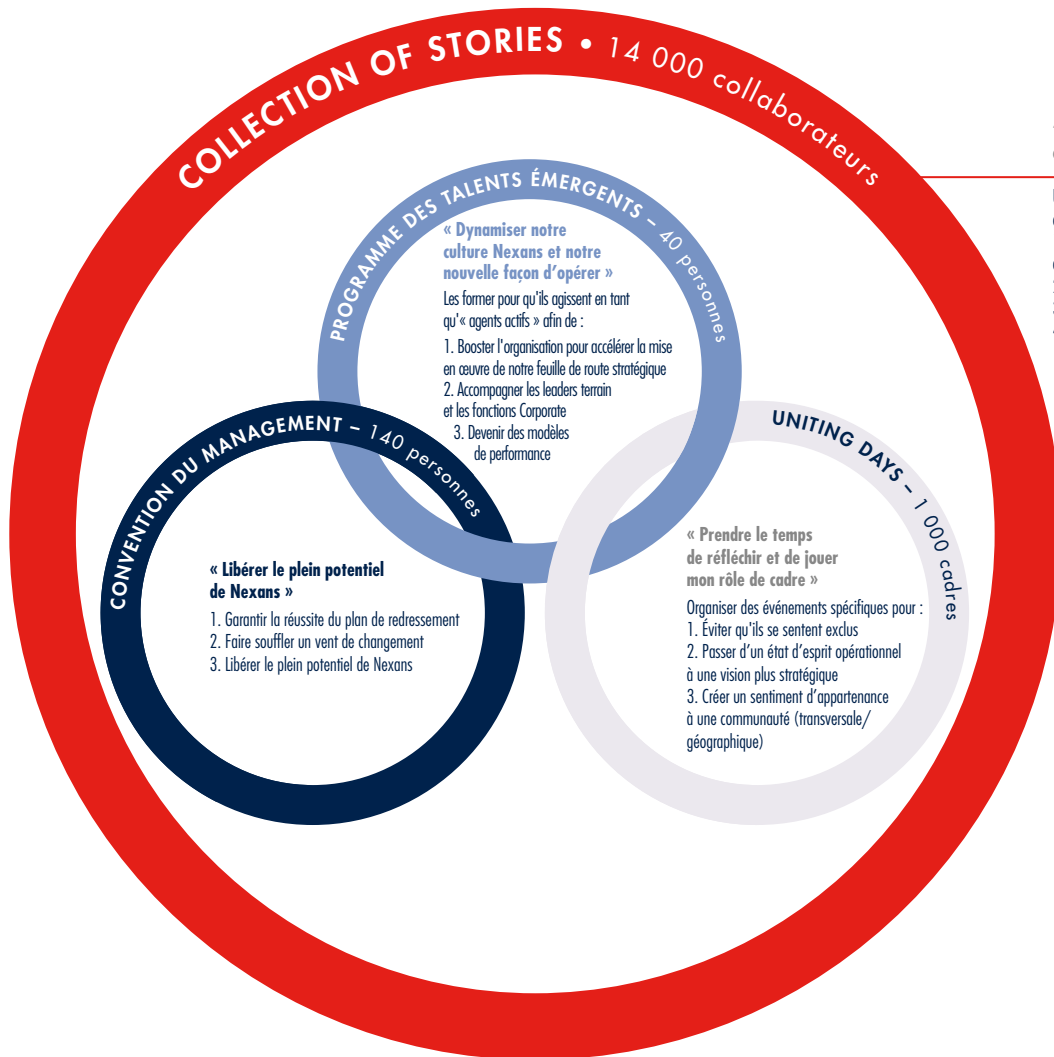 COLLECTION OF STORIES • 14 000 collaborateurs
PROGRAMME DES TALENTS ÉMERGENTS – 40 personnes
« Dynamiser notre
culture Nexans et notre
nouvelle façon d'opérer »
Les former pour qu'ils agissent en tant
qu'« agents actifs » afin de :
1. Booster l'organisation pour accélérer la mise
en œuvre de notre feuille de route stratégique
2. Accompagner les leaders terrain
et les fonctions Corporate
3. Devenir des modèles
de performance
CONVENTION DU MANAGEMENT – 140 personnes
« Libérer le plein potentiel
de Nexans »
1. Garantir la réussite du plan de redressement
2. Faire souffler un vent de changement
3. Libérer le plein potentiel de Nexans
UNITING DAYS – 1 000 cadres
« Prendre le temps
de réfléchir et de jouer
mon rôle de cadre »
Organiser des événements spécifiques pour :
1. Éviter qu'ils se sentent exclus
2. Passer d'un état d'esprit opérationnel
à une vision plus stratégique
3. Créer un sentiment d'appartenance
à une communauté (transversale/
géographique)